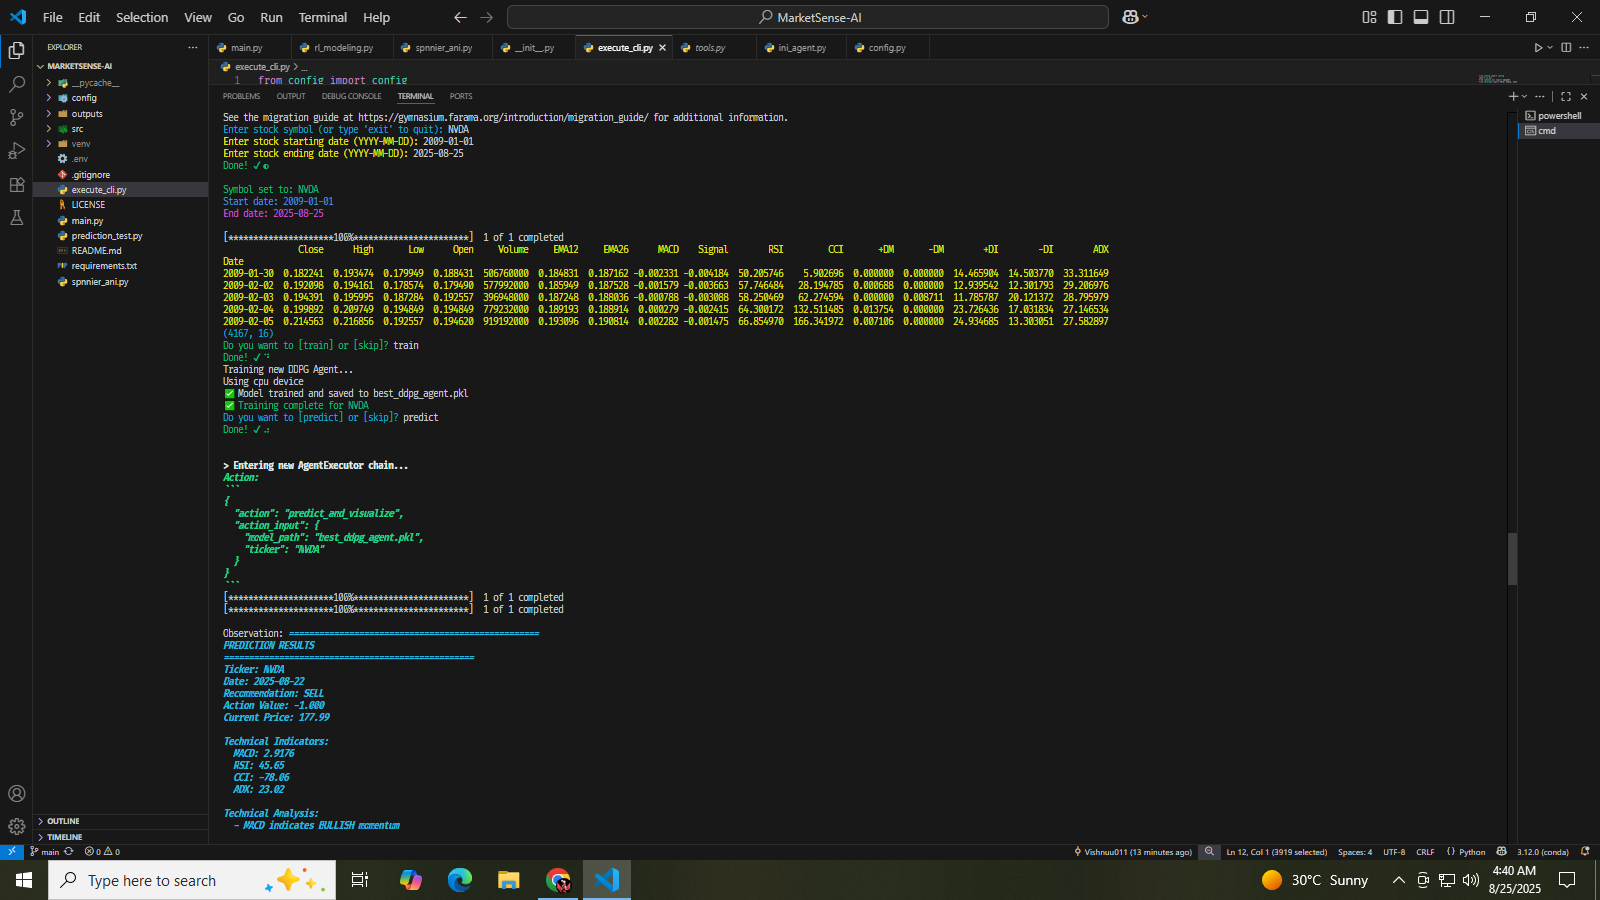 File Edit Selection View Go Run Terminal Help
MarketSense-AI
EXPLORER
MARKETSENSE-AI
__pycache__
config
outputs
src
venv
.env
.gitignore
execute_cli.py
LICENSE
main.py
prediction_test.py
README.md
requirements.txt
spnnier_ani.py
OUTLINE
TIMELINE
main.py rl_modeling.py spnnier_ani.py __init__.py execute_cli.py tools.py ini_agent.py config.py
execute_cli.py > ...
1 from config import config
PROBLEMS OUTPUT DEBUG CONSOLE TERMINAL PORTS
powershell
cmd
See the migration guide at https://gymnasium.farama.org/introduction/migration_guide/ for additional information.
Enter stock symbol (or type 'exit' to quit): NVDA
Enter stock starting date (YYYY-MM-DD): 2009-01-01
Enter stock ending date (YYYY-MM-DD): 2025-08-25
Done! ✓
Symbol set to: NVDA
Start date: 2009-01-01
End date: 2025-08-25
[*********************100%***********************]  1 of 1 completed
Close High Low Open Volume EMA12 EMA26 MACD Signal RSI CCI +DM -DM +DI -DI ADX
Date
2009-01-30 0.182241 0.193474 0.179949 0.188431 506760000 0.184831 0.187162 -0.002331 -0.004184 50.205746 5.902696 0.000000 0.000000 14.465904 14.503770 33.311649
2009-02-02 0.192098 0.194161 0.178574 0.179490 577992000 0.185949 0.187528 -0.001579 -0.003663 57.746484 28.194785 0.000688 0.000000 12.939542 12.301793 29.206976
2009-02-03 0.194391 0.195995 0.187284 0.192557 396948000 0.187248 0.188036 -0.000788 -0.003088 58.250469 62.274594 0.000000 0.008711 11.785787 20.121372 28.795979
2009-02-04 0.199892 0.209749 0.194849 0.194849 779232000 0.189193 0.188914 0.000279 -0.002415 64.300172 132.511485 0.013754 0.000000 23.726436 17.031834 27.146534
2009-02-05 0.214563 0.216856 0.192557 0.194620 919192000 0.193096 0.190814 0.002282 -0.001475 66.854970 166.341972 0.007106 0.000000 24.934685 13.303051 27.582897
(4167, 16)
Do you want to [train] or [skip]? train
Done! ✓
Training new DDPG Agent...
Using cpu device
✅ Model trained and saved to best_ddpg_agent.pkl
✅ Training complete for NVDA
Do you want to [predict] or [skip]? predict
Done! ✓
> Entering new AgentExecutor chain...
Action:
```
{
"action": "predict_and_visualize",
"action_input": {
"model_path": "best_ddpg_agent.pkl",
"ticker": "NVDA"
}
}
```
[*********************100%***********************]  1 of 1 completed
[*********************100%***********************]  1 of 1 completed
Observation: ==================================================
PREDICTION RESULTS
==================================================
Ticker: NVDA
Date: 2025-08-22
Recommendation: SELL
Action Value: -1.000
Current Price: 177.99
Technical Indicators:
MACD: 2.9176
RSI: 45.65
CCI: -78.06
ADX: 23.02
Technical Analysis:
- MACD indicates BULLISH momentum
main 0 0 Vishnuu011 (13 minutes ago) Ln 12, Col 1 (3919 selected) Spaces: 4 UTF-8 CRLF Python 3.12.0 (conda)
Type here to search 30°C Sunny
4:40 AM
8/25/2025